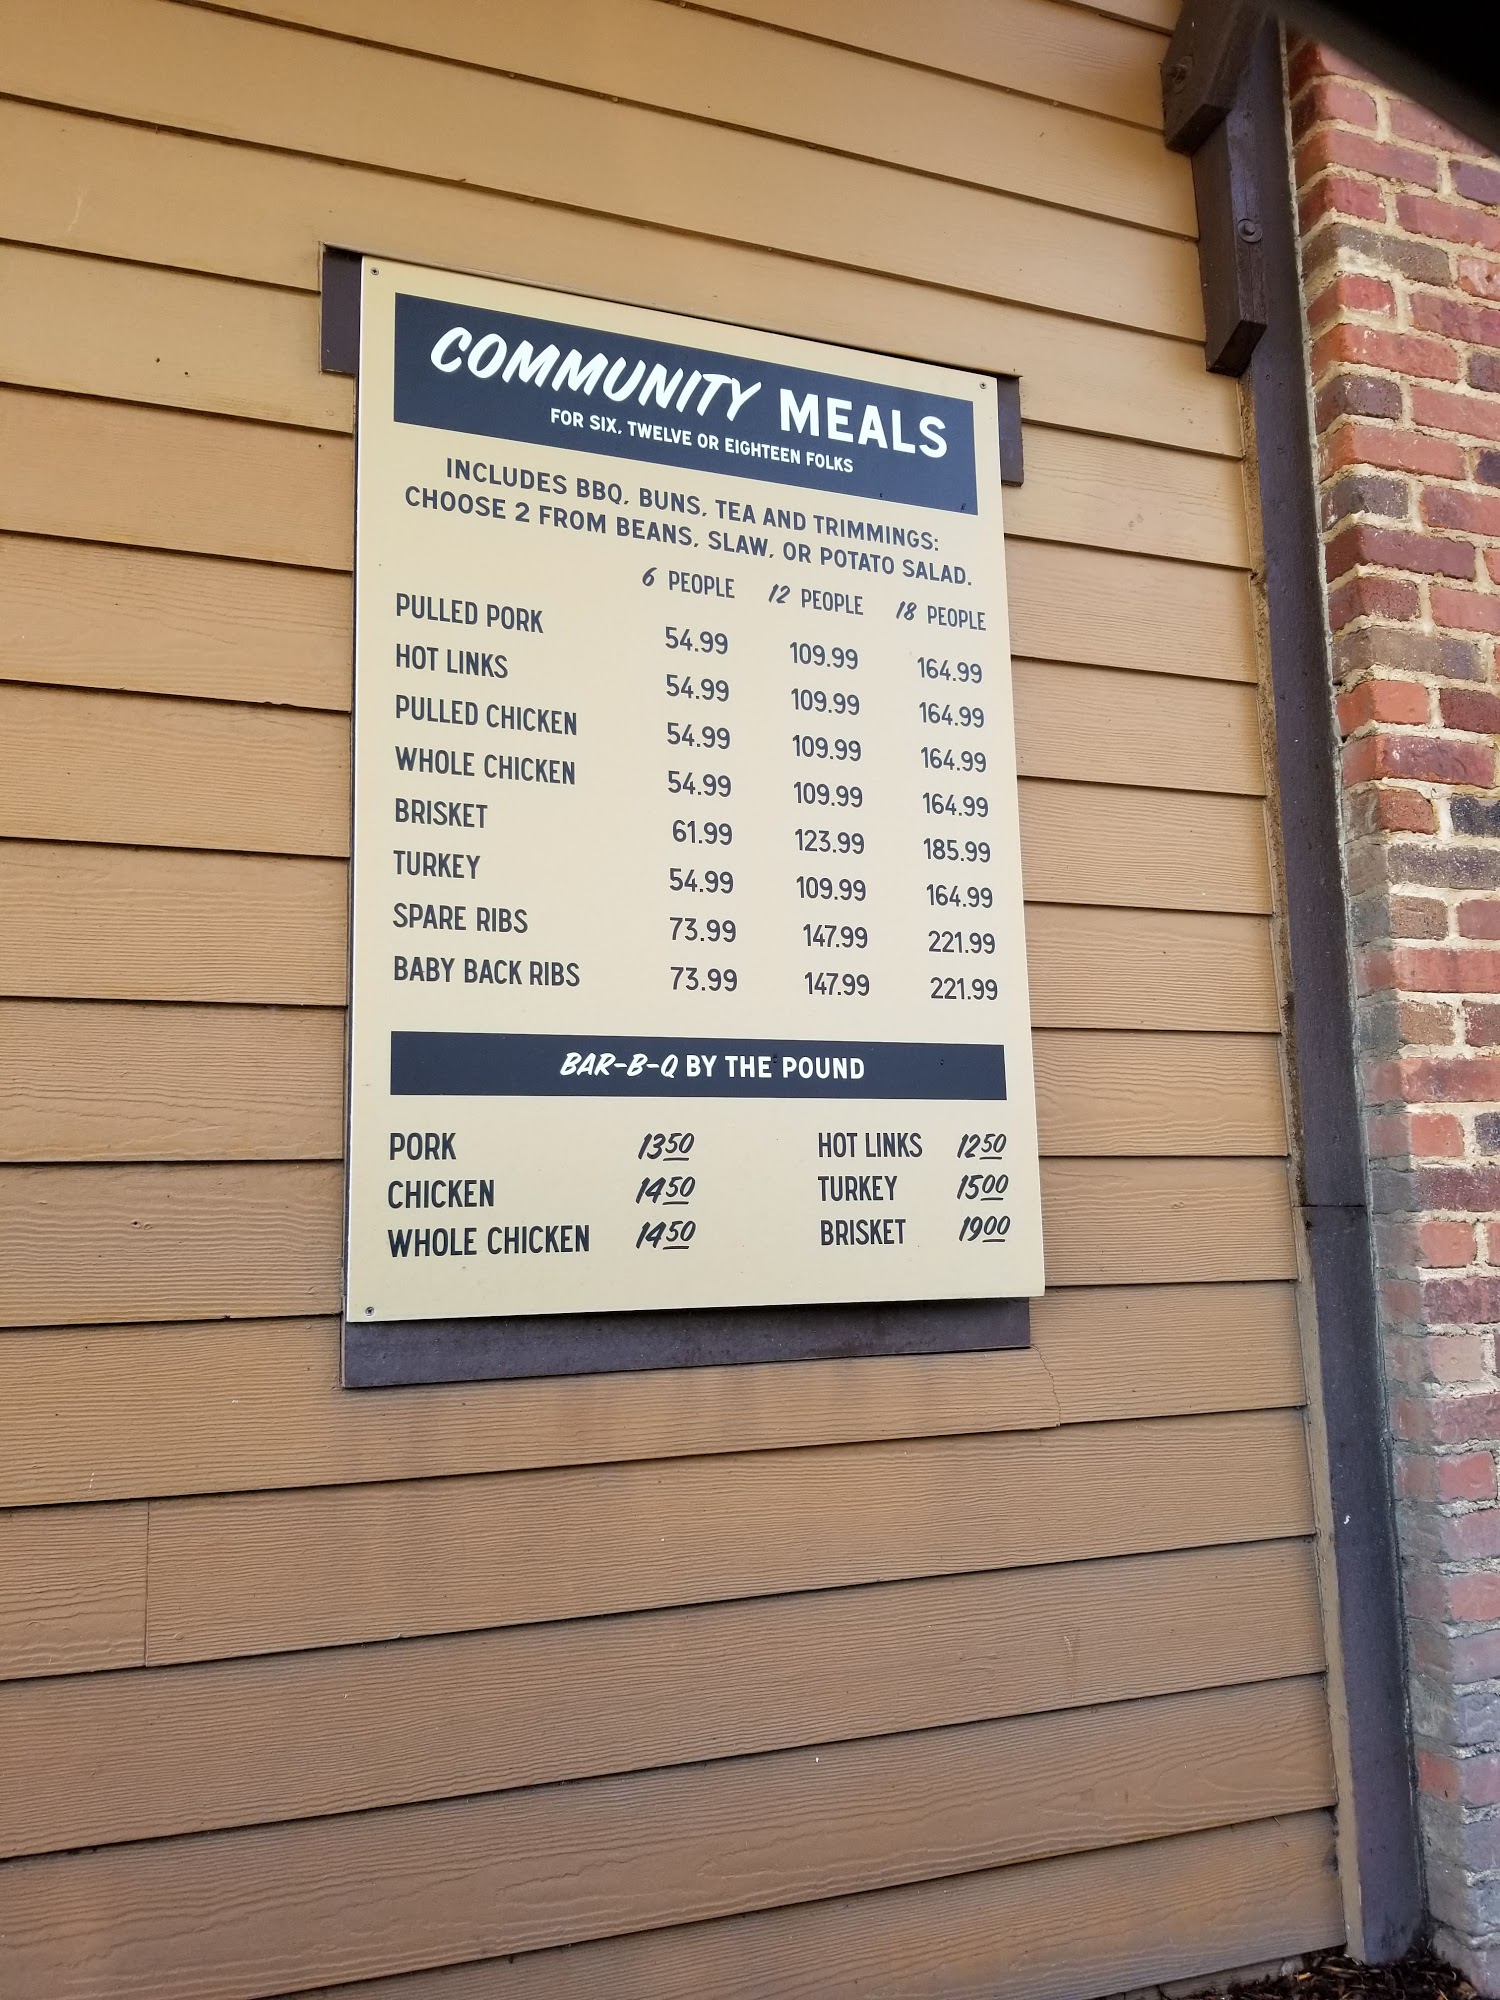 COMMUNITY MEALS
FOR SIX, TWELVE OR EIGHTEEN FOLKS
INCLUDES BBQ, BUNS, TEA AND TRIMMINGS:
CHOOSE 2 FROM BEANS, SLAW, OR POTATO SALAD.
6 PEOPLE 12 PEOPLE 18 PEOPLE
PULLED PORK 54.99 109.99 164.99
HOT LINKS 54.99 109.99 164.99
PULLED CHICKEN 54.99 109.99 164.99
WHOLE CHICKEN 54.99 109.99 164.99
BRISKET 61.99 123.99 185.99
TURKEY 54.99 109.99 164.99
SPARE RIBS 73.99 147.99 221.99
BABY BACK RIBS 73.99 147.99 221.99
BAR-B-Q BY THE POUND
PORK 1350 HOT LINKS 1250
CHICKEN 1450 TURKEY 1500
WHOLE CHICKEN 1450 BRISKET 1900